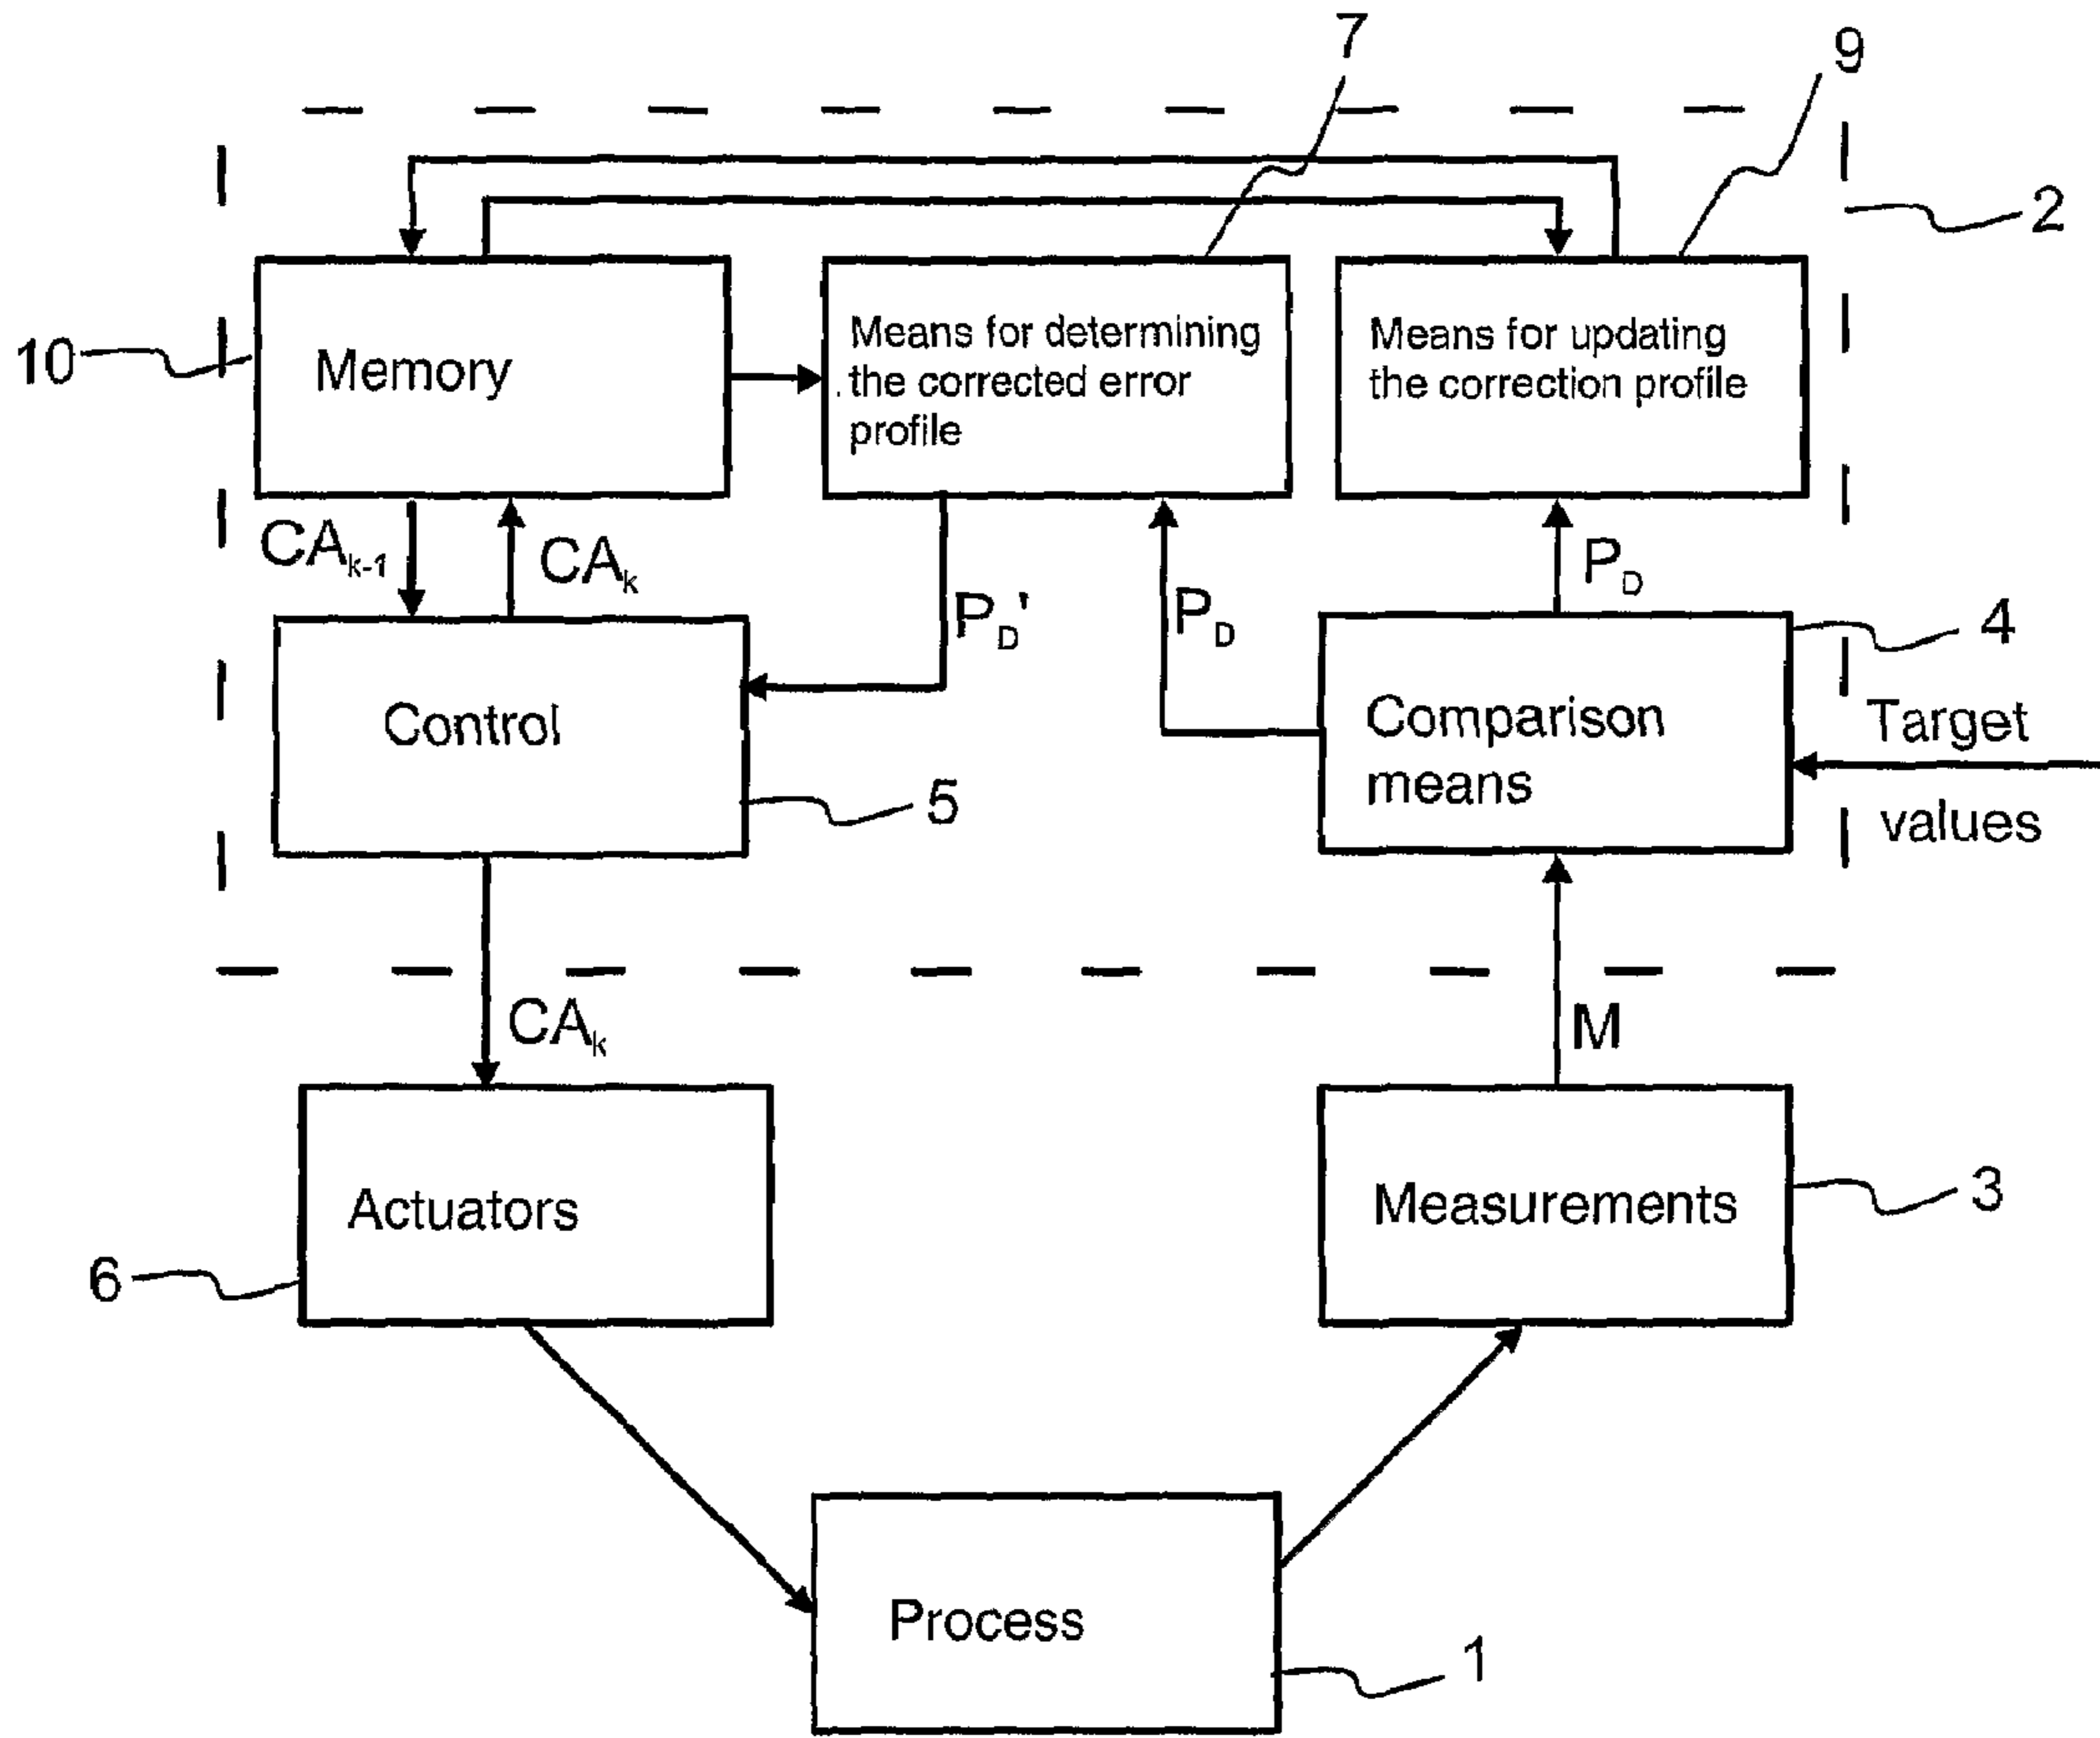 7
9
2
10
Memory
Means for determining
the corrected error
profile
Means for updating
the correction profile
CAk-1
CAk
PD'
PD
PD
4
Control
Comparison
means
Target
values
5
CAk
M
Actuators
Measurements
3
6
Process
1